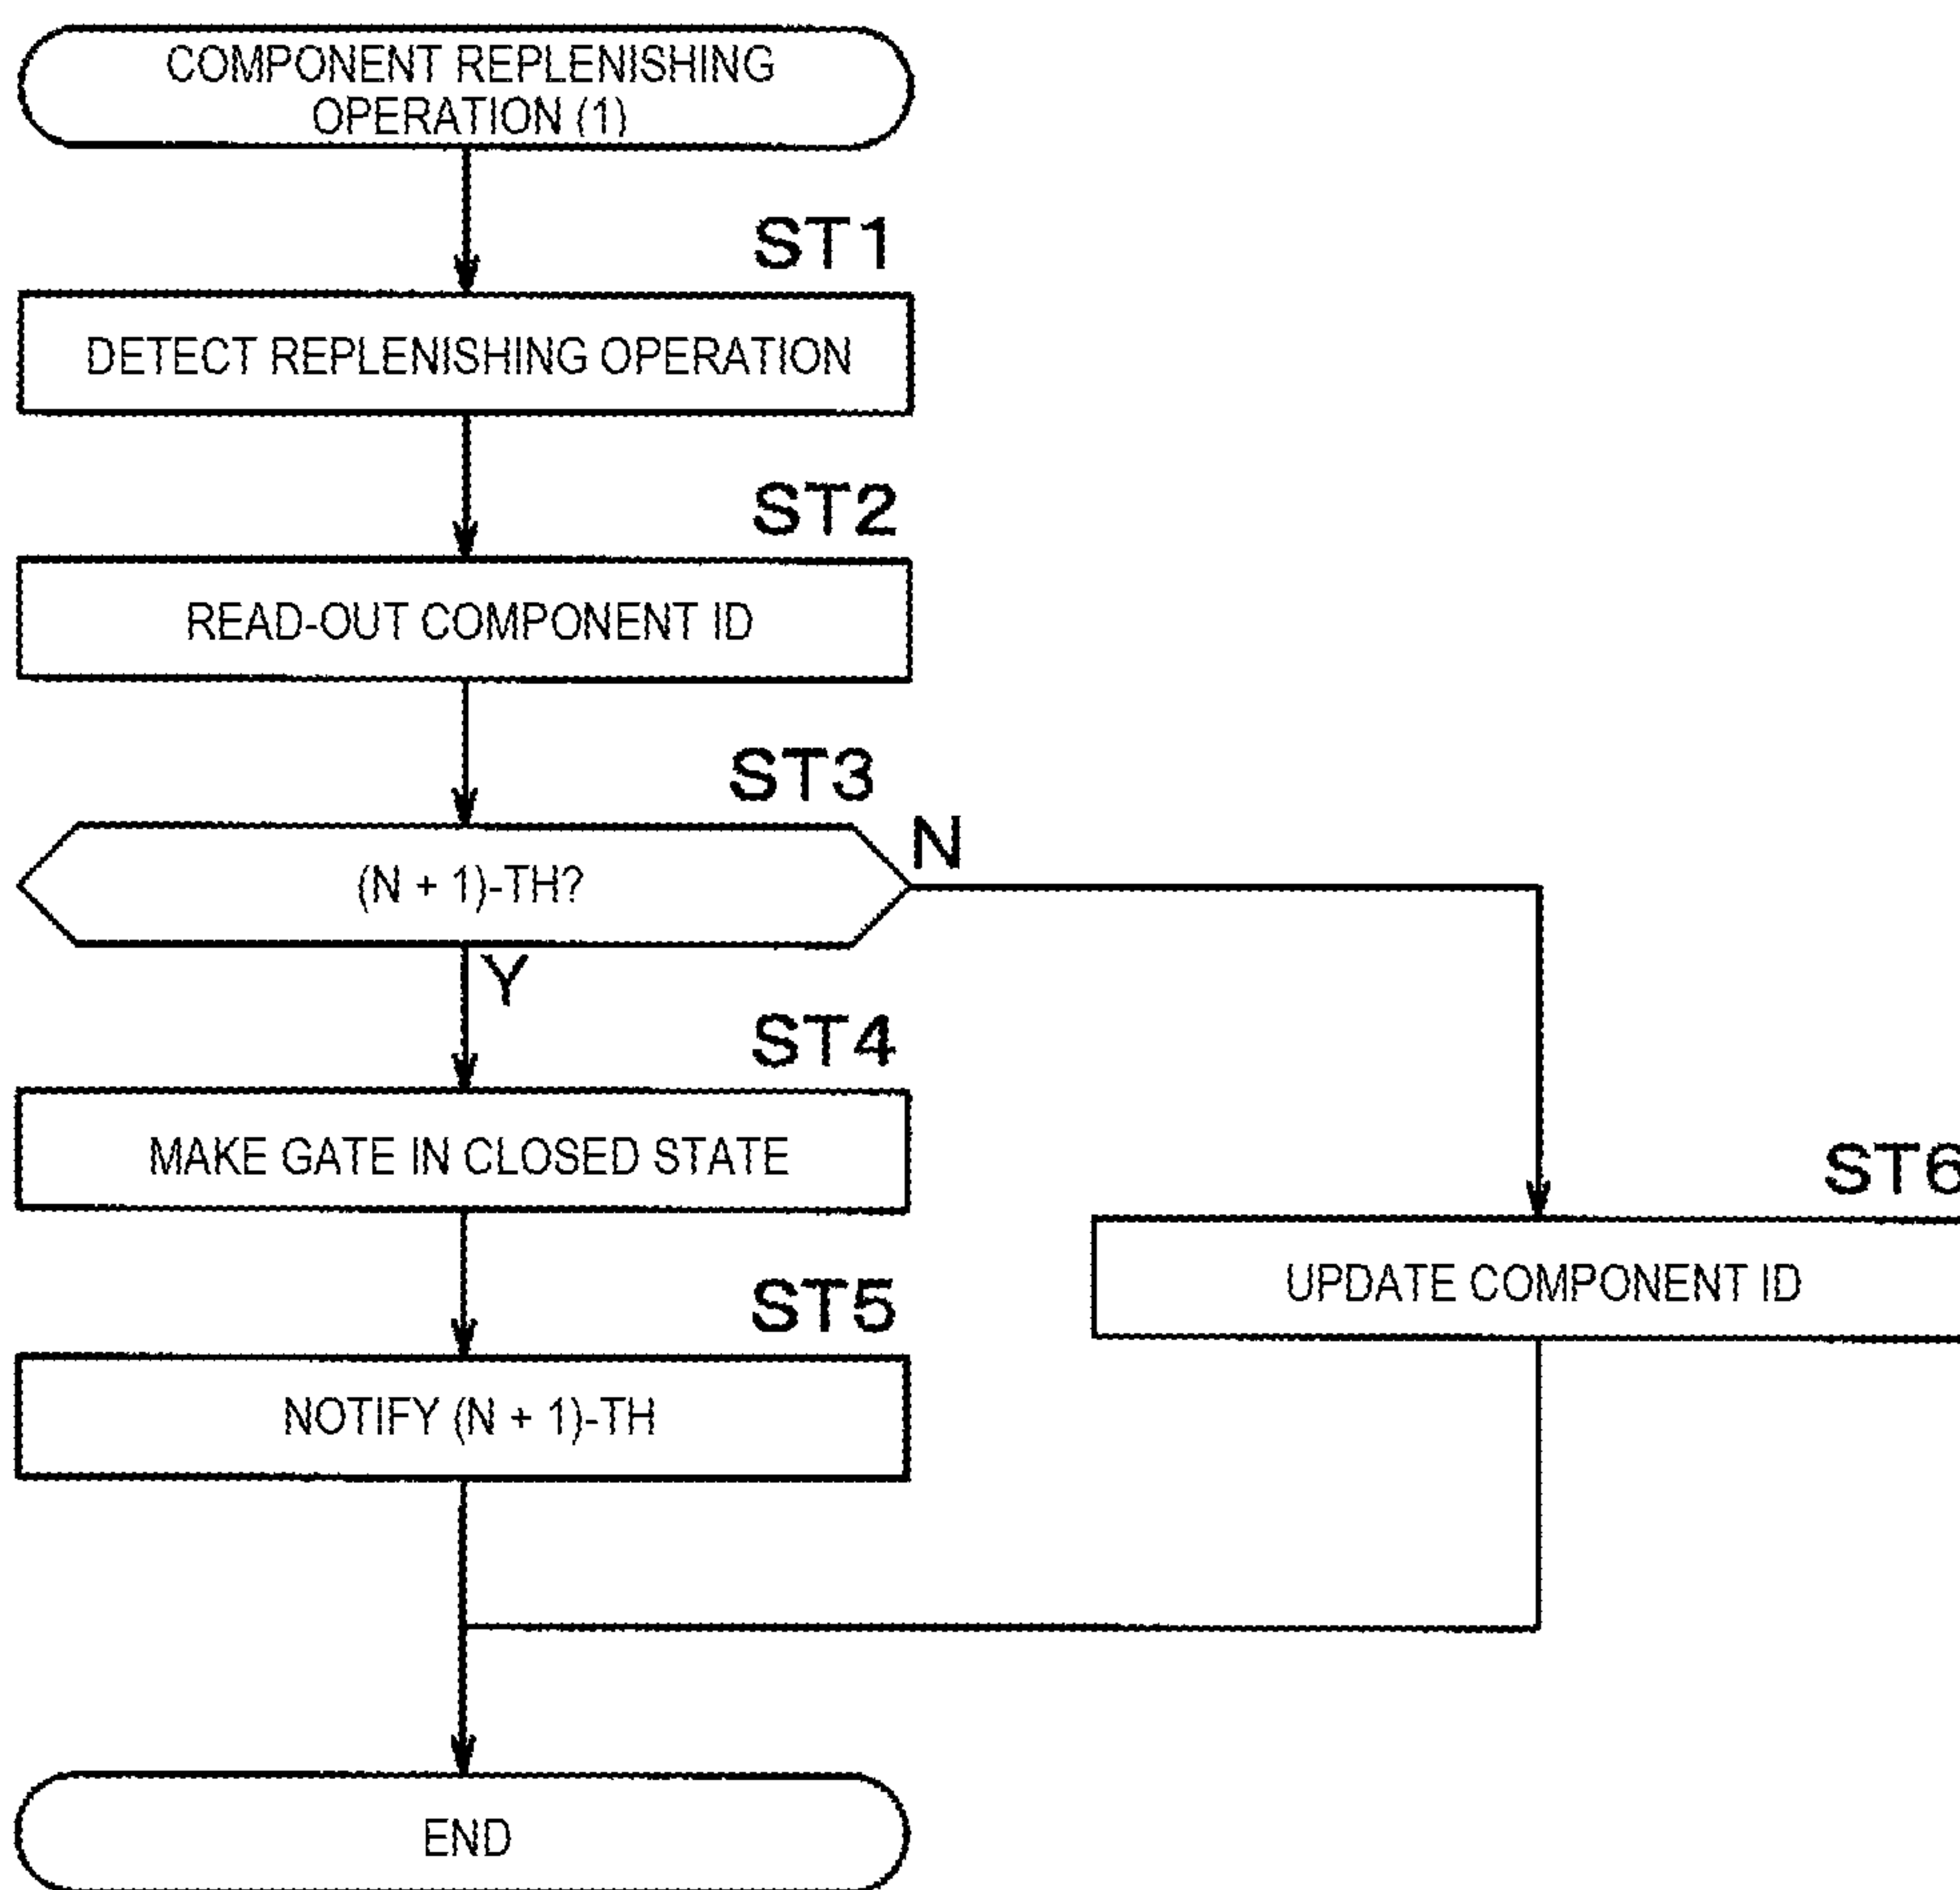 COMPONENT REPLENISHING
OPERATION (1)
ST1
DETECT REPLENISHING OPERATION
ST2
READ-OUT COMPONENT ID
ST3
(N + 1)-TH?
N
Y
ST4
MAKE GATE IN CLOSED STATE
ST6
UPDATE COMPONENT ID
ST5
NOTIFY (N + 1)-TH
END